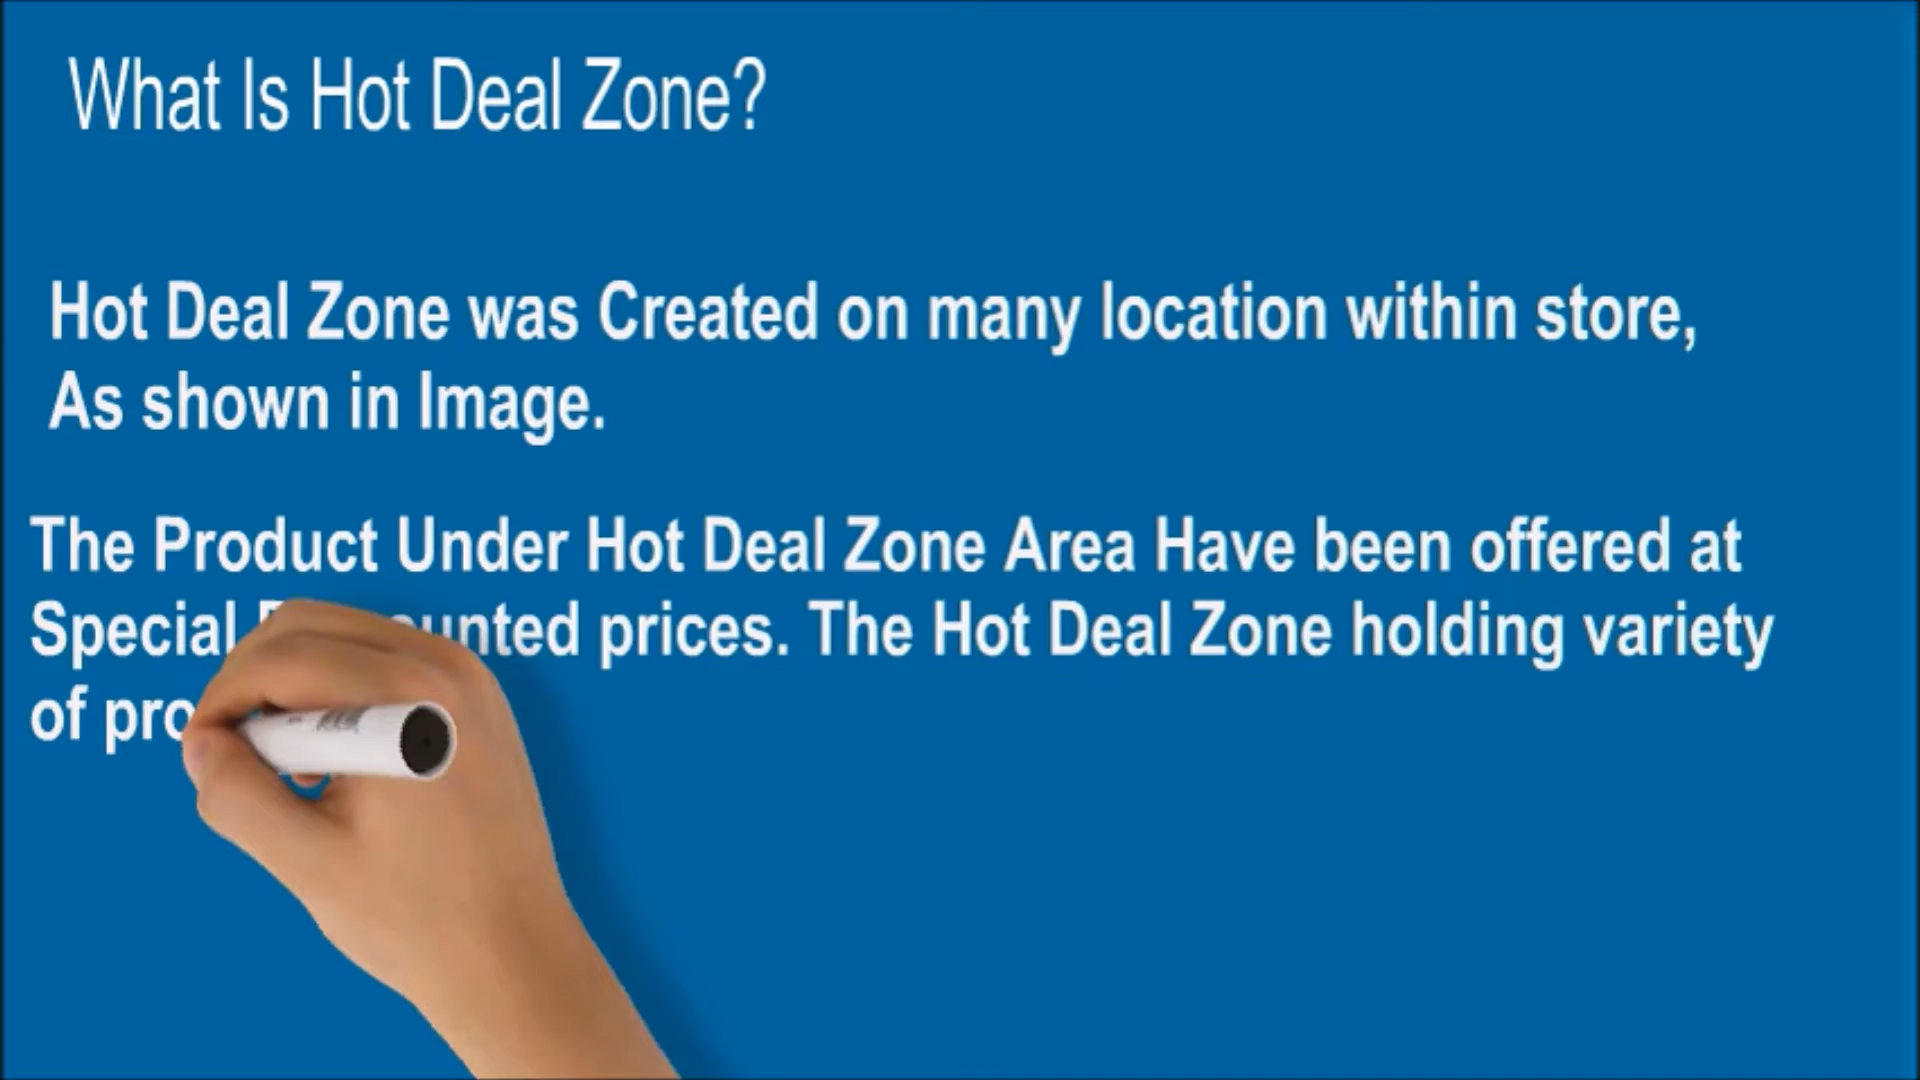 What Is Hot Deal Zone?
Hot Deal Zone was Created on many location within store,
As shown in Image.
The Product Under Hot Deal Zone Area Have been offered at
Special prices. The Hot Deal Zone holding variety
of